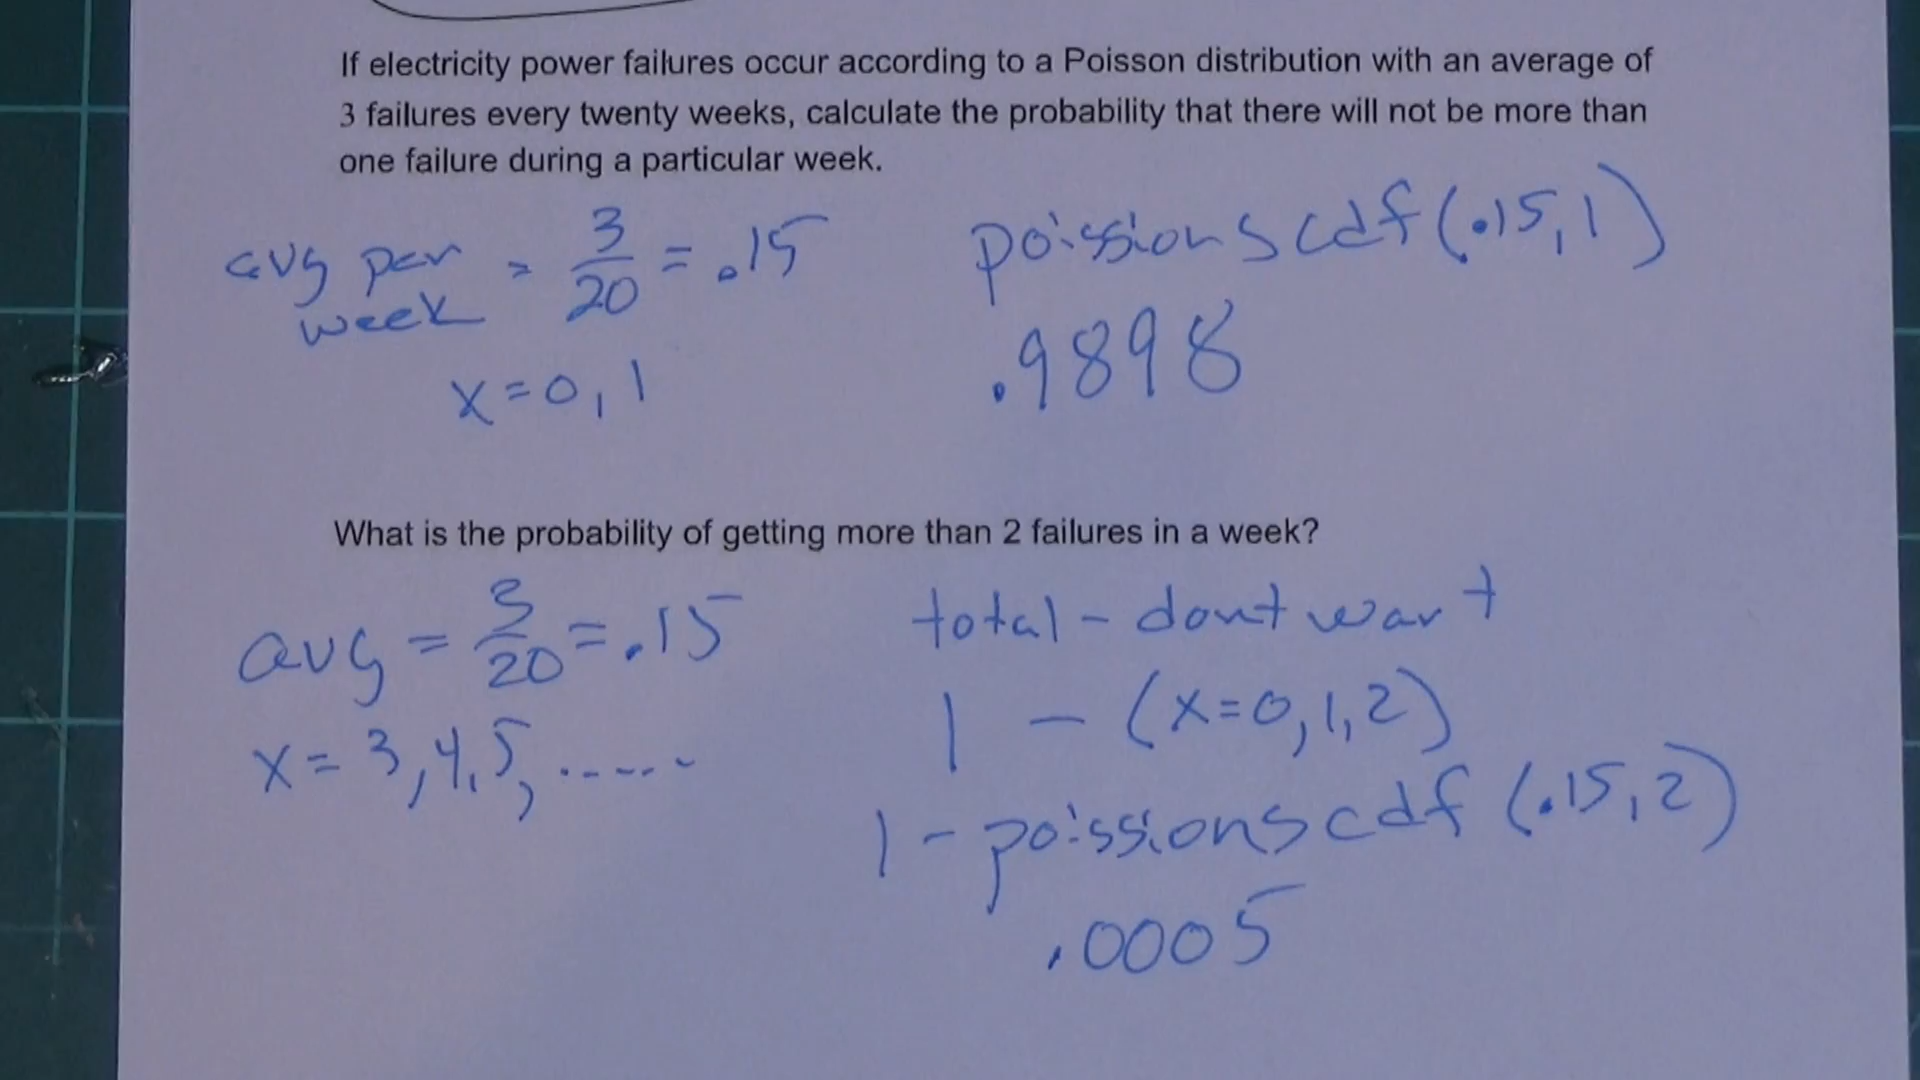 If electricity power failures occur according to a Poisson distribution with an average of
3 failures every twenty weeks, calculate the probability that there will not be more than
one failure during a particular week.
avg per week = 3/20 = .15
x = 0, 1
poissionscdf(.15, 1)
.9898
What is the probability of getting more than 2 failures in a week?
avg = 3/20 = .15
x = 3, 4, 5, ......
total - dont want
1 - (x=0, 1, 2)
1 - poissionscdf (.15, 2)
.0005